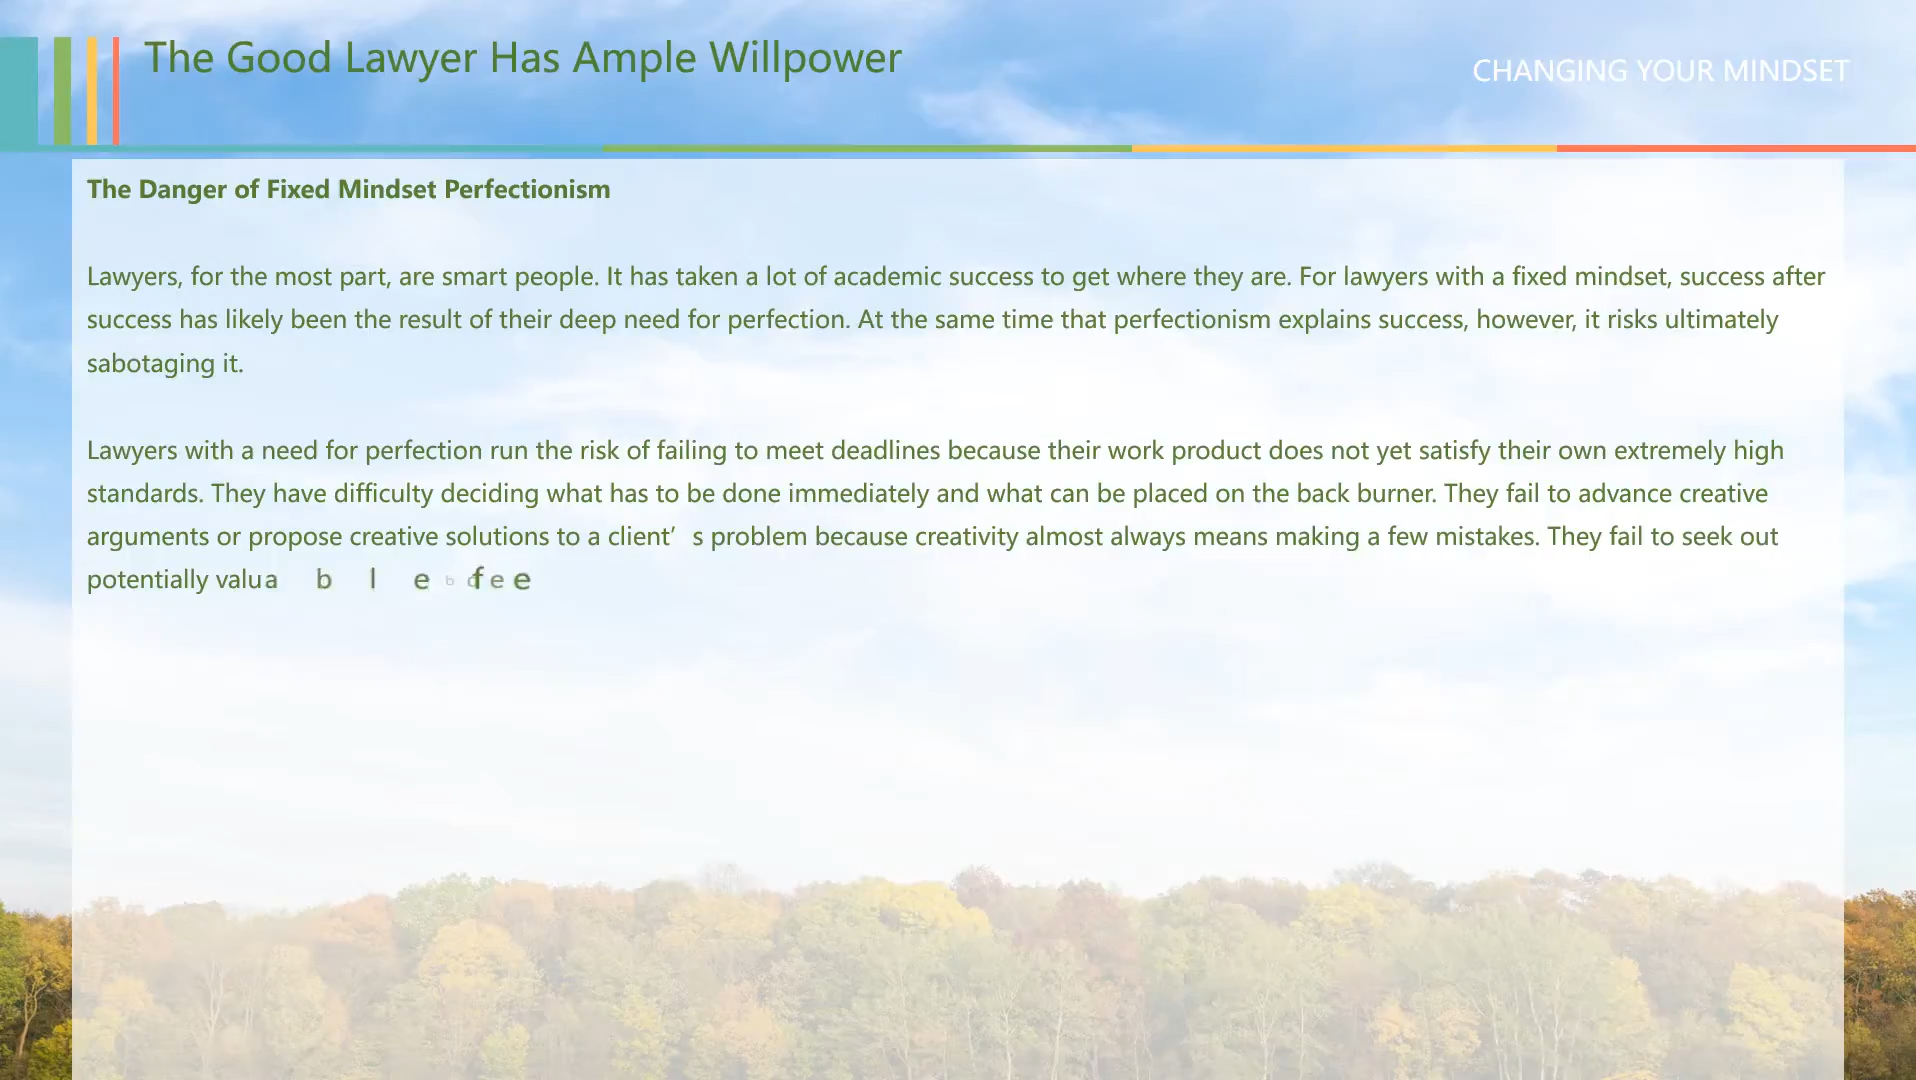 The Good Lawyer Has Ample Willpower
CHANGING YOUR MINDSET
The Danger of Fixed Mindset Perfectionism
Lawyers, for the most part, are smart people. It has taken a lot of academic success to get where they are. For lawyers with a fixed mindset, success after
success has likely been the result of their deep need for perfection. At the same time that perfectionism explains success, however, it risks ultimately
sabotaging it.
Lawyers with a need for perfection run the risk of failing to meet deadlines because their work product does not yet satisfy their own extremely high
standards. They have difficulty deciding what has to be done immediately and what can be placed on the back burner. They fail to advance creative
arguments or propose creative solutions to a client’s problem because creativity almost always means making a few mistakes. They fail to seek out
potentially valuable